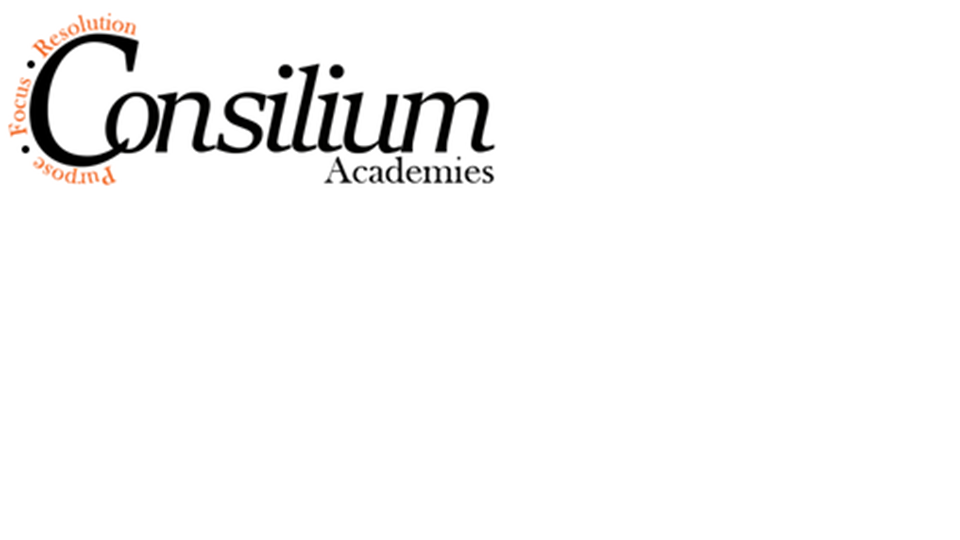 Purpose • Focus • Resolution
Consilium
Academies